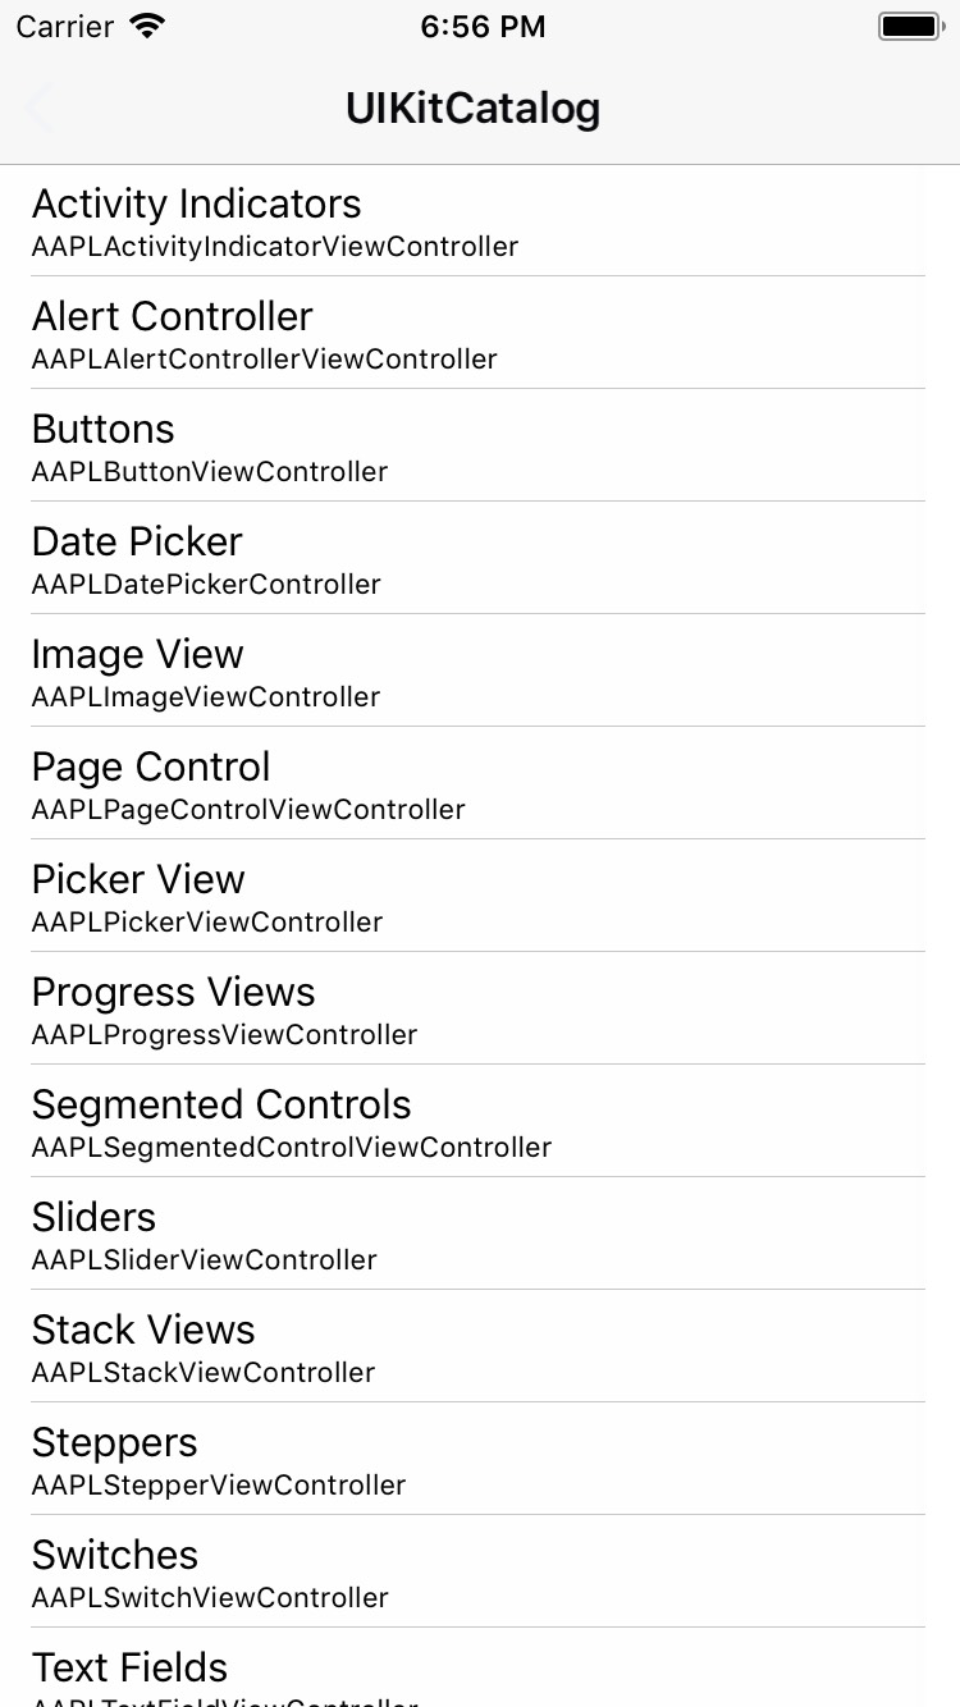 Carrier 6:56 PM
UIKitCatalog
Activity Indicators
AAPLActivityIndicatorViewController
Alert Controller
AAPLAlertControllerViewController
Buttons
AAPLButtonViewController
Date Picker
AAPLDatePickerController
Image View
AAPLImageViewController
Page Control
AAPLPageControlViewController
Picker View
AAPLPickerViewController
Progress Views
AAPLProgressViewController
Segmented Controls
AAPLSegmentedControlViewController
Sliders
AAPLSliderViewController
Stack Views
AAPLStackViewController
Steppers
AAPLStepperViewController
Switches
AAPLSwitchViewController
Text Fields
AAPLTextFieldViewController